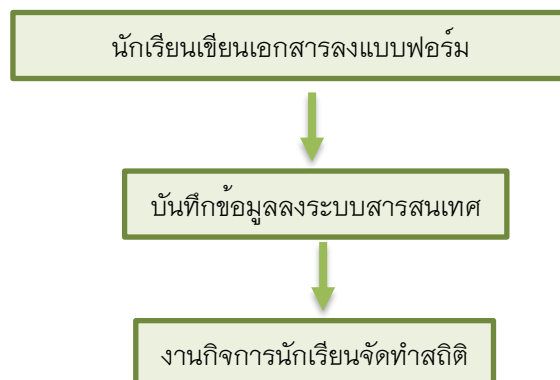 นักเรียนเขียนเอกสารลงแบบฟอร์ม
บันทึกข้อมูลลงระบบสารสนเทศ
งานกิจการนักเรียนจัดทำสถิติ